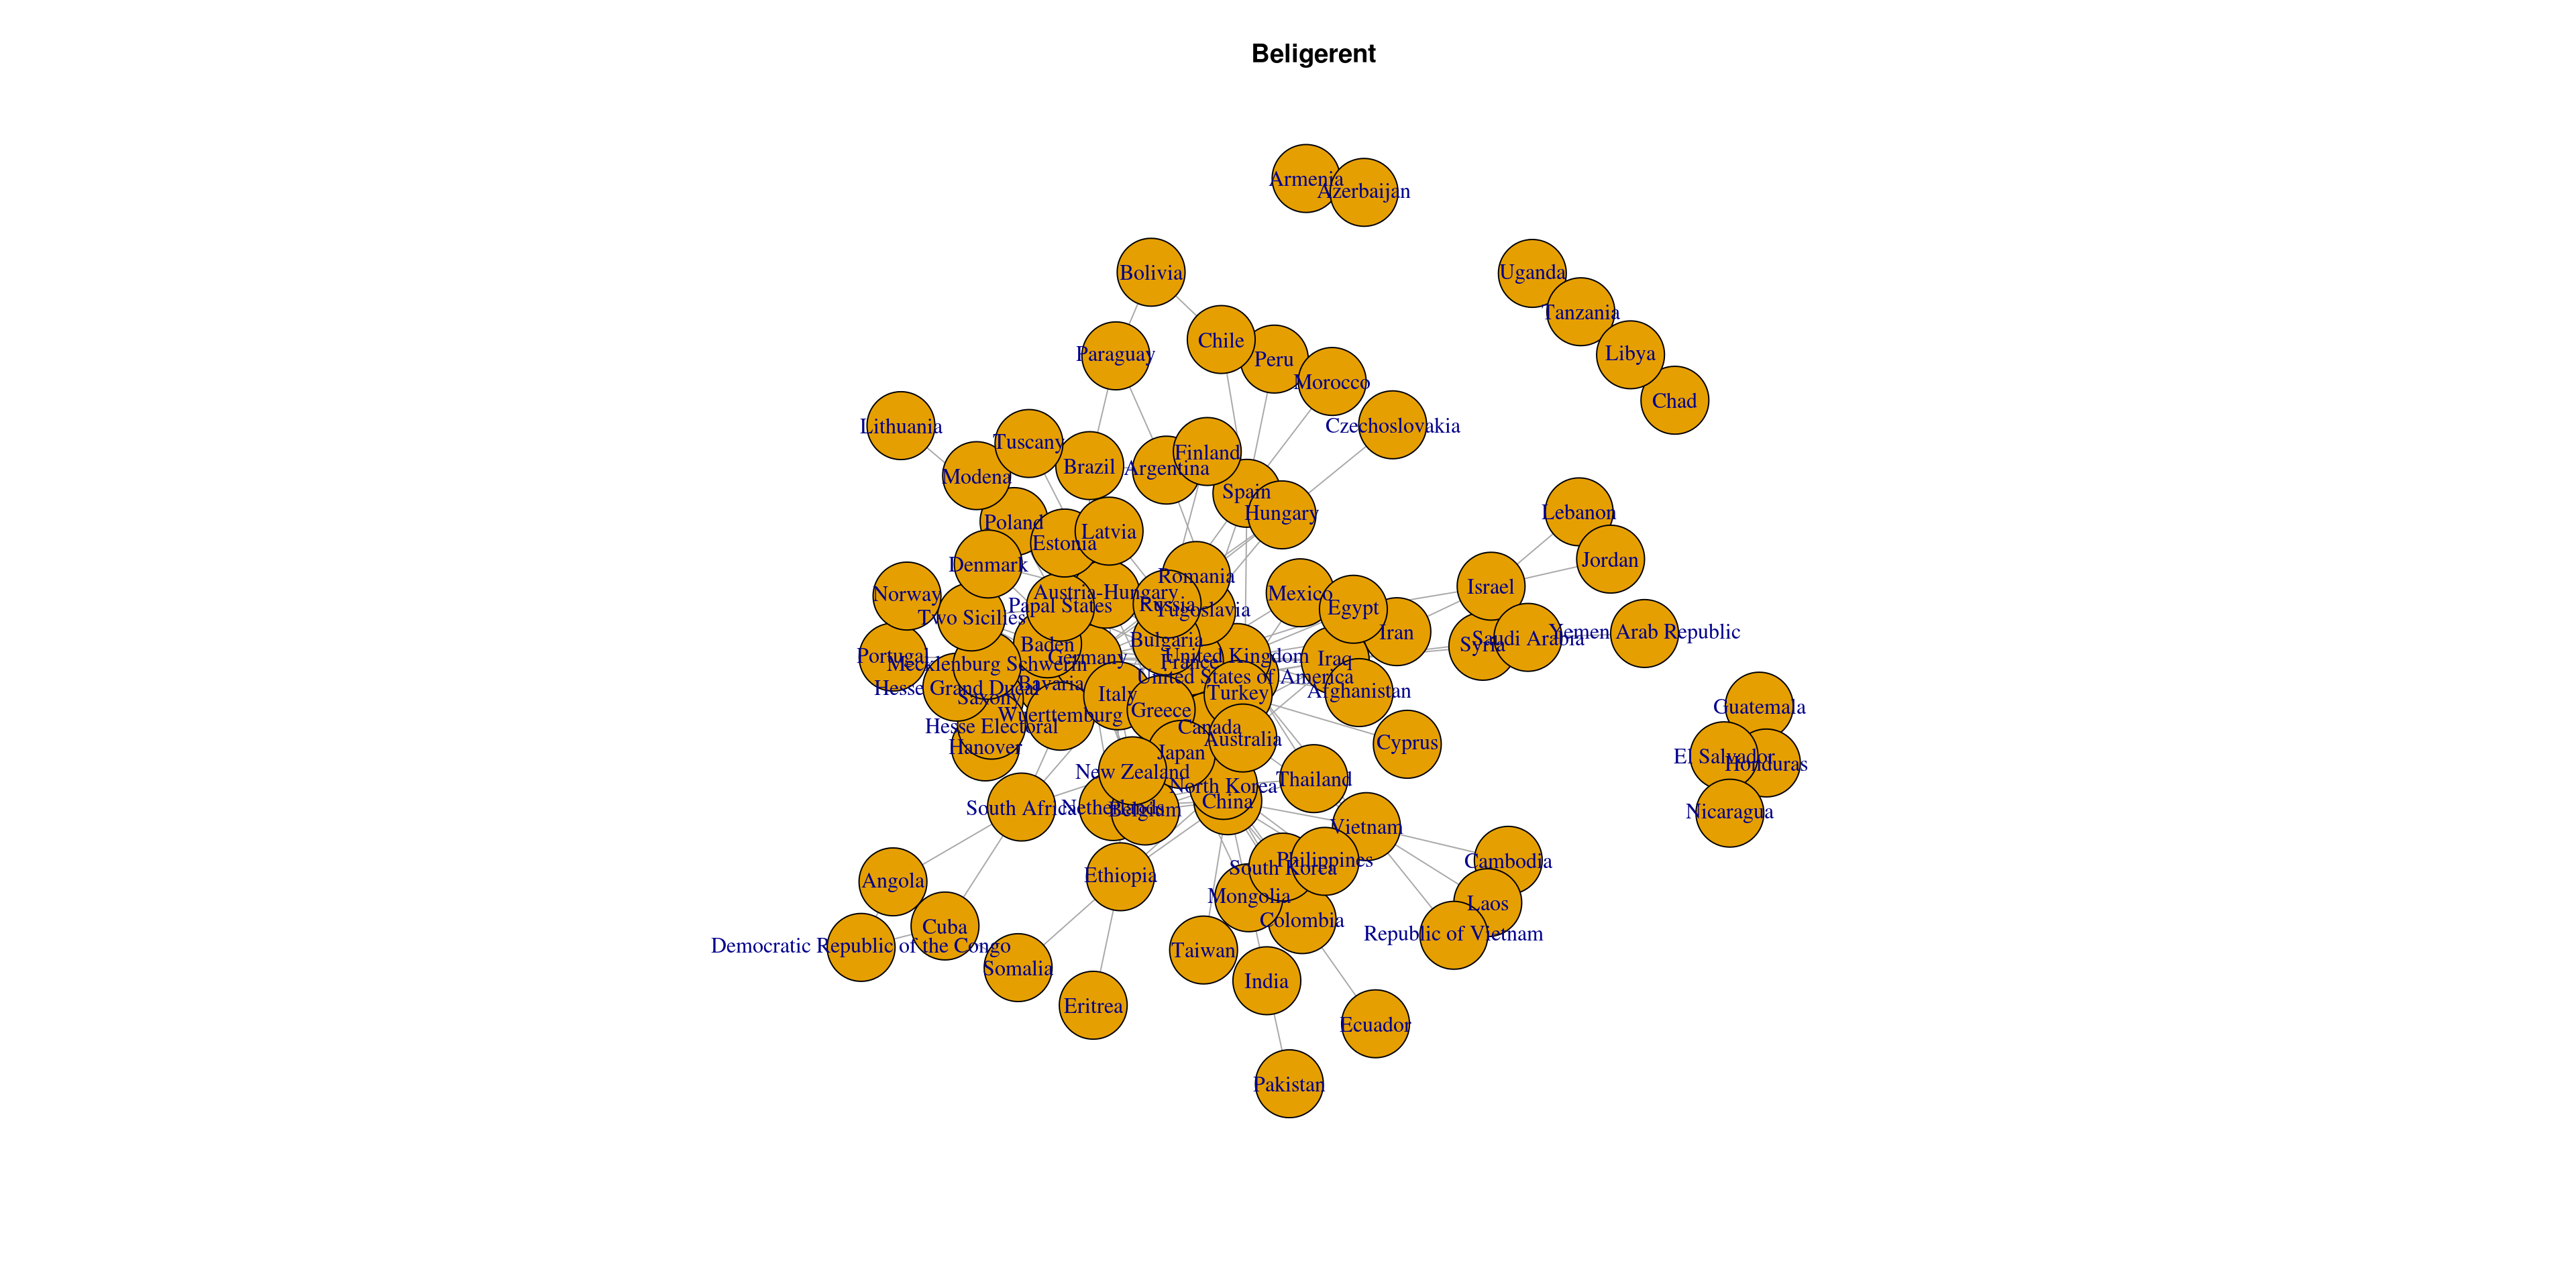 Beligerent
Armenia
Azerbaijan
Bolivia
Uganda
Tanzania
Chile
Paraguay
Peru
Libya
Morocco
Chad
Lithuania
Czechoslovakia
Tuscany
Finland
Brazil
Argentina
Modena
Spain
Hungary
Lebanon
Poland
Latvia
Estonia
Jordan
Denmark
Romania
Israel
Austria-Hungary
Mexico
Norway
Papal States
Russia
Yugoslavia
Egypt
Two Sicilies
Iran
Yemen Arab Republic
Saudi Arabia
Bulgaria
Baden
Syria
Portugal
Germany
United Kingdom
France
Iraq
Mecklenburg Schwerin
United States of America
Bavaria
Hesse Grand Ducal
Afghanistan
Turkey
Italy
Saxony
Guatemala
Greece
Wuerttemburg
Hesse Electoral
Canada
Australia
Cyprus
Hanover
Japan
El Salvador
Honduras
New Zealand
Thailand
North Korea
China
South Africa
Netherlands
Belgium
Nicaragua
Vietnam
Philippines
Cambodia
South Korea
Ethiopia
Angola
Mongolia
Laos
Colombia
Cuba
Republic of Vietnam
Democratic Republic of the Congo
Taiwan
Somalia
India
Eritrea
Ecuador
Pakistan